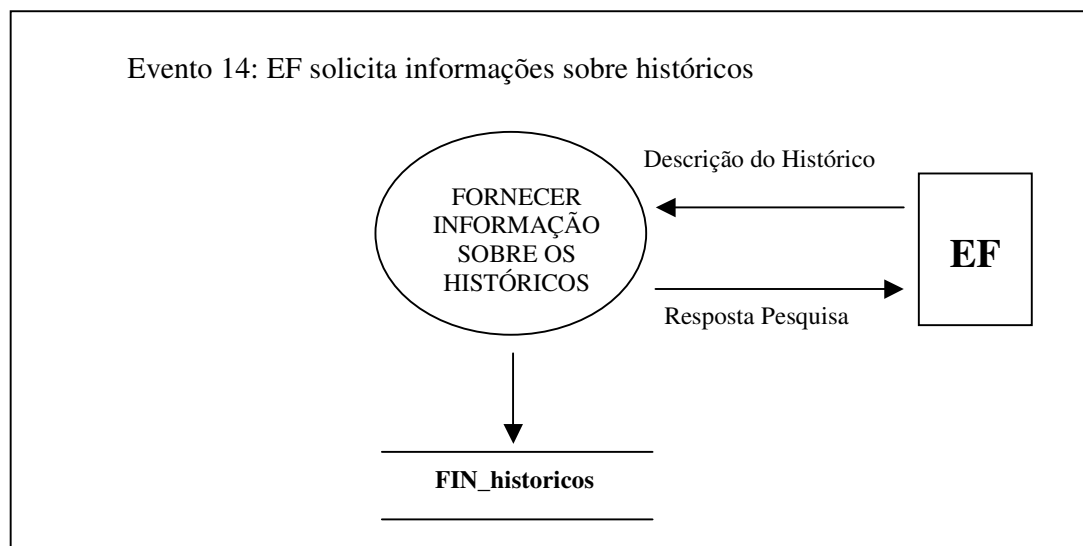 Evento 14: EF solicita informações sobre históricos
Descrição do Histórico
FORNECER
INFORMAÇÃO
SOBRE OS
HISTÓRICOS
EF
Resposta Pesquisa
FIN_historicos